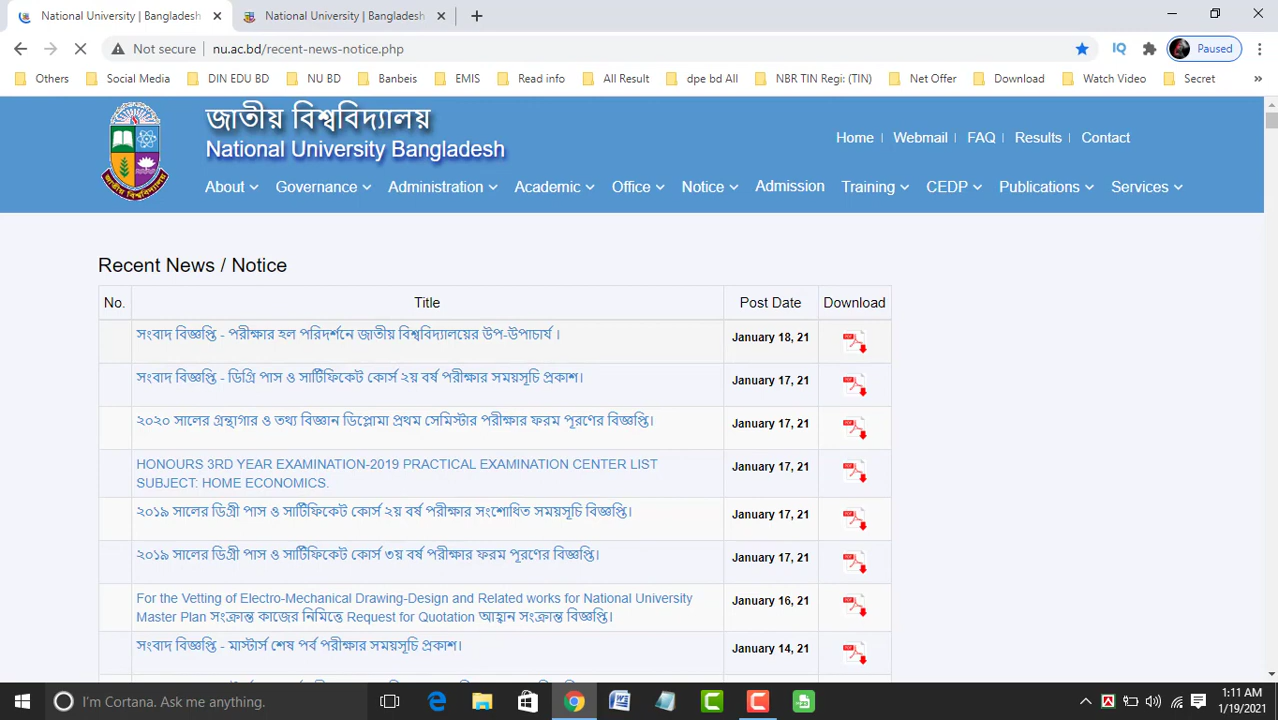 National University | Bangladesh
National University | Bangladesh
Not secure
nu.ac.bd/recent-news-notice.php
Paused
Others
Social Media
DIN EDU BD
NU BD
Banbeis
EMIS
Read info
All Result
dpe bd All
NBR TIN Regi: (TIN)
Net Offer
Download
Watch Video
Secret
জাতীয় বিশ্ববিদ্যালয়
National University Bangladesh
Home
Webmail
FAQ
Results
Contact
About
Governance
Administration
Academic
Office
Notice
Admission
Training
CEDP
Publications
Services
Recent News / Notice
No. Title Post Date Download
সংবাদ বিজ্ঞপ্তি - পরীক্ষার হল পরিদর্শনে জাতীয় বিশ্ববিদ্যালয়ের উপ-উপাচার্য । January 18, 21
সংবাদ বিজ্ঞপ্তি - ডিগ্রি পাস ও সার্টিফিকেট কোর্স ২য় বর্ষ পরীক্ষার সময়সূচি প্রকাশ। January 17, 21
২০২০ সালের গ্রন্থাগার ও তথ্য বিজ্ঞান ডিপ্লোমা প্রথম সেমিস্টার পরীক্ষার ফরম পূরণের বিজ্ঞপ্তি। January 17, 21
HONOURS 3RD YEAR EXAMINATION-2019 PRACTICAL EXAMINATION CENTER LIST January 17, 21
SUBJECT: HOME ECONOMICS.
২০১৯ সালের ডিগ্রী পাস ও সার্টিফিকেট কোর্স ২য় বর্ষ পরীক্ষার সংশোধিত সময়সূচি বিজ্ঞপ্তি। January 17, 21
২০১৯ সালের ডিগ্রী পাস ও সার্টিফিকেট কোর্স ৩য় বর্ষ পরীক্ষার ফরম পূরণের বিজ্ঞপ্তি। January 17, 21
For the Vetting of Electro-Mechanical Drawing-Design and Related works for National University January 16, 21
Master Plan সংক্রান্ত কাজের নিমিত্তে Request for Quotation আহ্বান সংক্রান্ত বিজ্ঞপ্তি।
সংবাদ বিজ্ঞপ্তি - মাস্টার্স শেষ পর্ব পরীক্ষার সময়সূচি প্রকাশ। January 14, 21
I'm Cortana. Ask me anything.
1:11 AM
1/19/2021